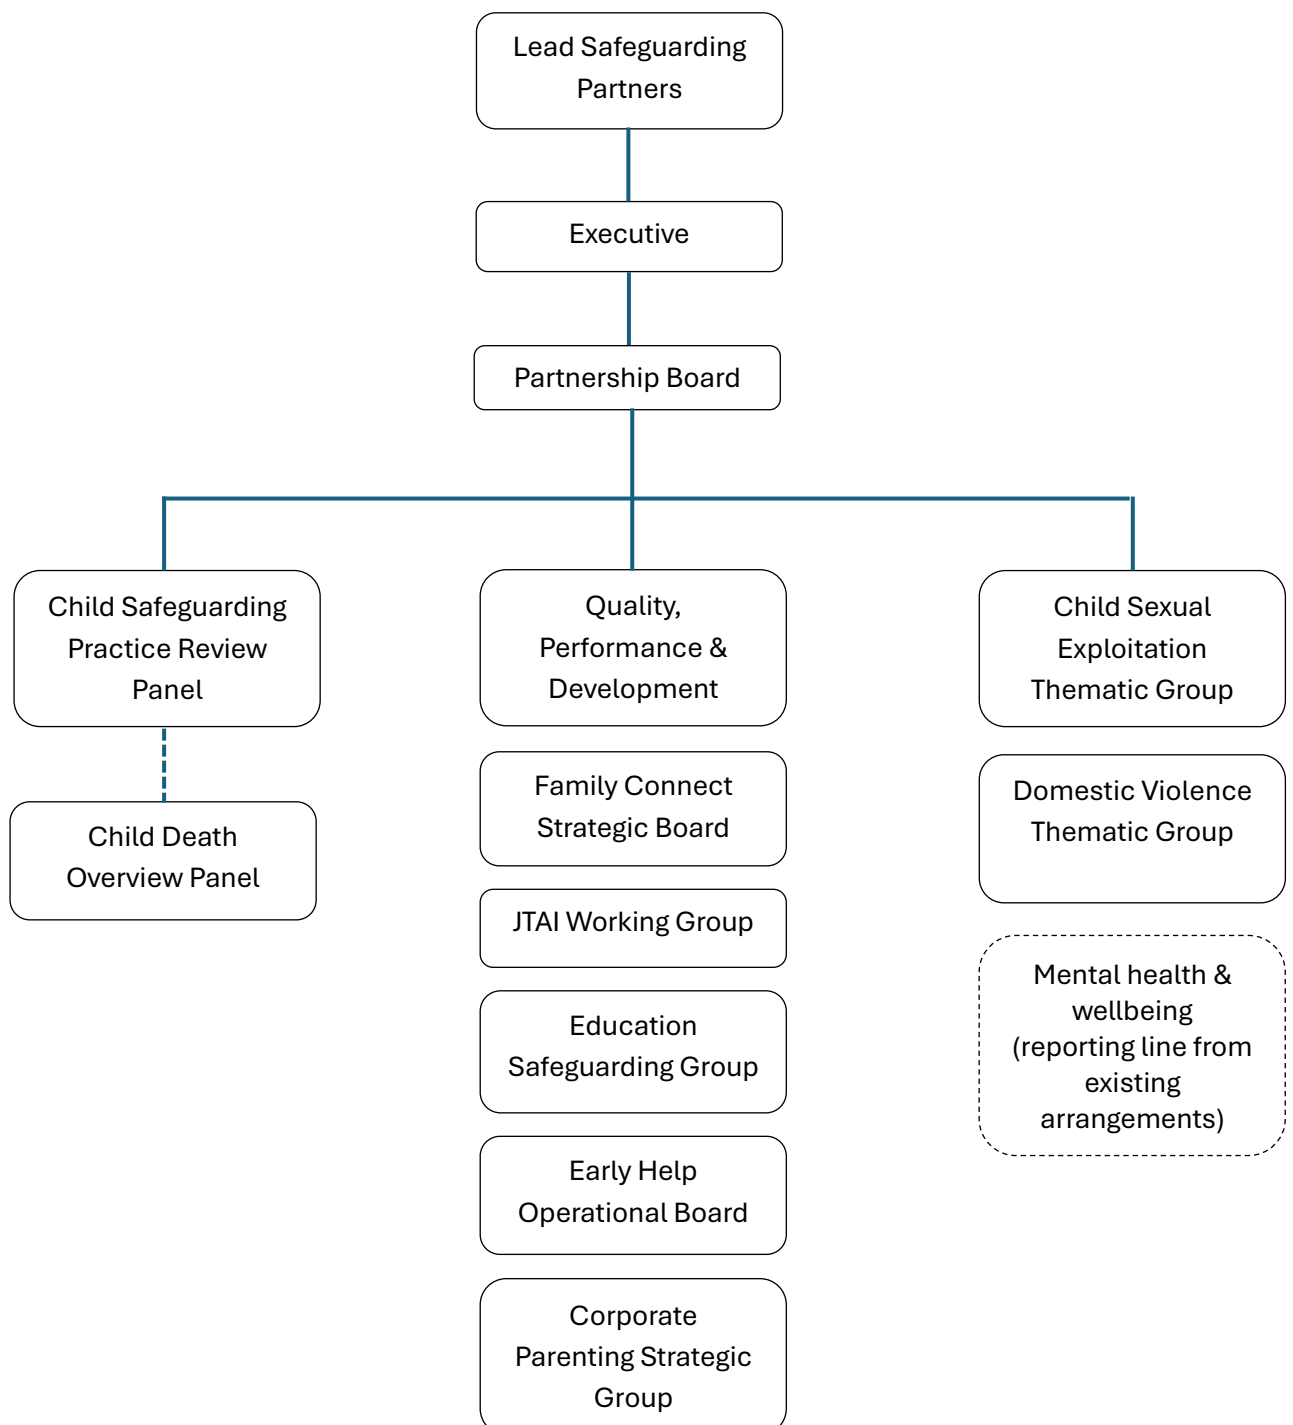 Lead Safeguarding
Partners
Executive
Partnership Board
Child Safeguarding
Practice Review
Panel
Child Death
Overview Panel
Quality,
Performance &
Development
Family Connect
Strategic Board
JTAI Working Group
Education
Safeguarding Group
Early Help
Operational Board
Corporate
Parenting Strategic
Group
Child Sexual
Exploitation
Thematic Group
Domestic Violence
Thematic Group
Mental health &
wellbeing
(reporting line from
existing
arrangements)